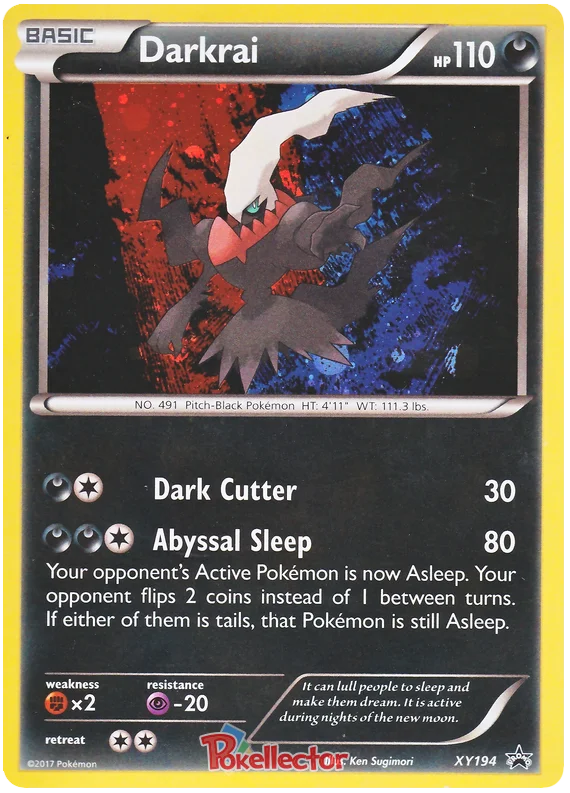 BASIC
Darkrai
HP 110
NO. 491 Pitch-Black Pokémon HT: 4'11" WT: 111.3 lbs.
Dark Cutter 30
Abyssal Sleep 80
Your opponent's Active Pokémon is now Asleep. Your
opponent flips 2 coins instead of 1 between turns.
If either of them is tails, that Pokémon is still Asleep.
weakness
×2
resistance
-20
It can lull people to sleep and
make them dream. It is active
during nights of the new moon.
retreat
©2017 Pokémon
Pokellector
Illus. Ken Sugimori
XY194